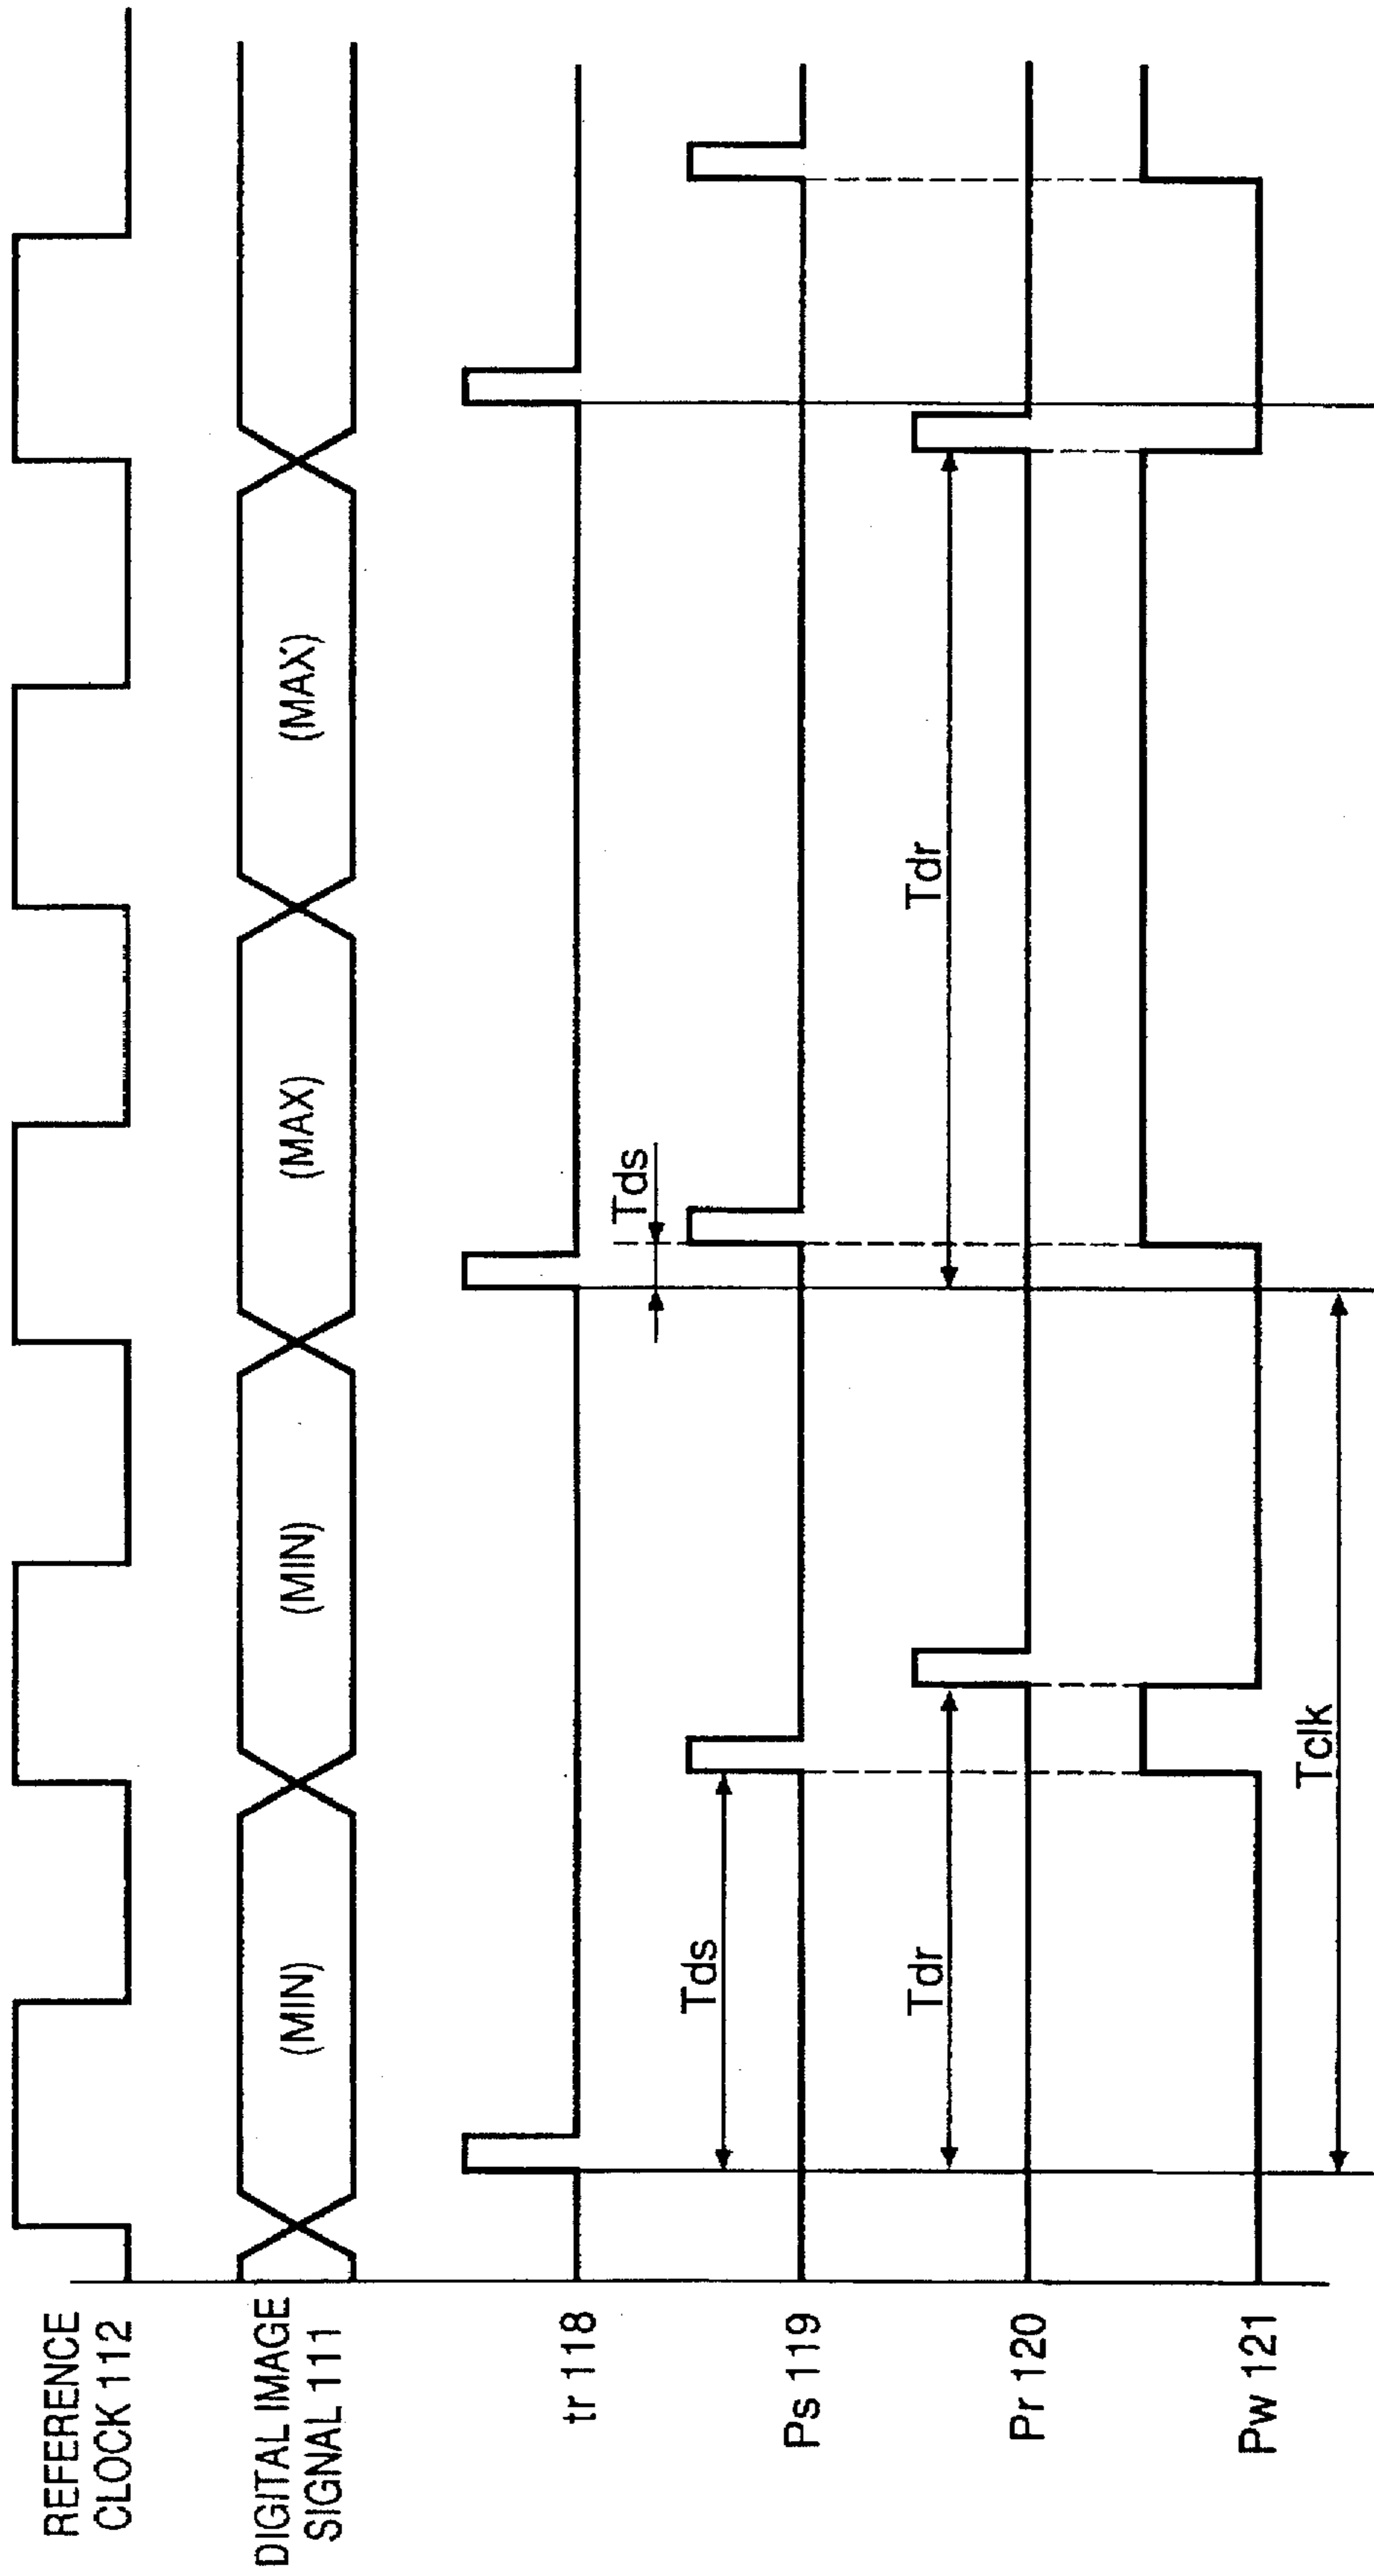 REFERENCE
CLOCK 112
DIGITAL IMAGE
SIGNAL 111
(MIN)
(MIN)
(MAX)
(MAX)
tr 118
Tds
Ps 119
Tds
Tdr
Tdr
Pr 120
Pw 121
Tclk